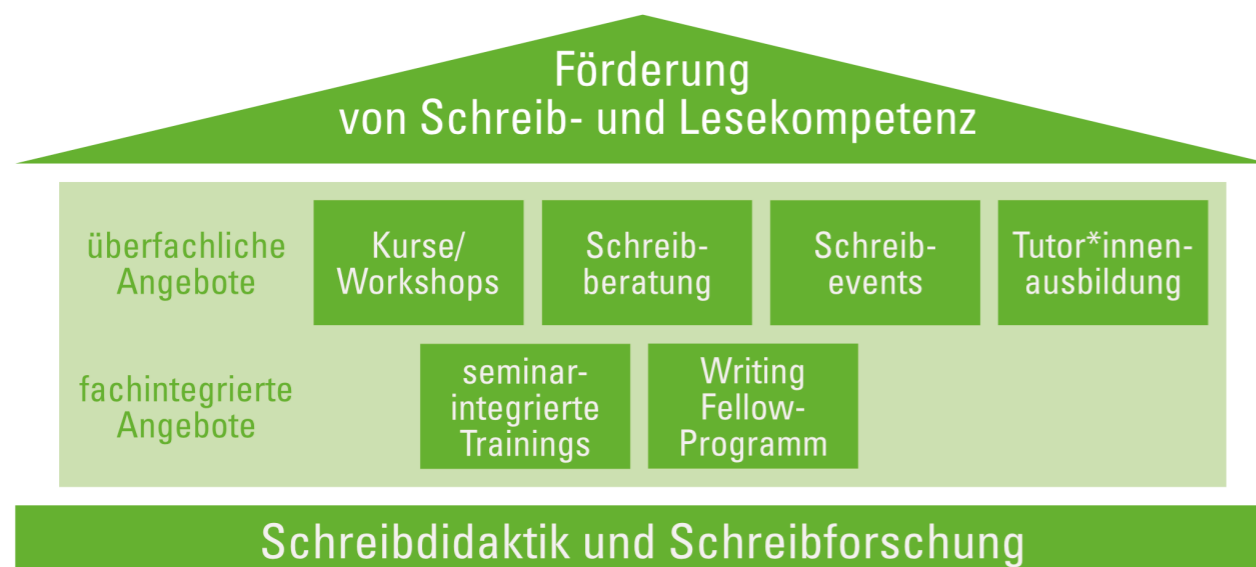 Förderung
von Schreib- und Lesekompetenz
überfachliche
Angebote
Kurse/
Workshops
Schreib-
beratung
Schreib-
events
Tutor*innen-
ausbildung
fachintegrierte
Angebote
seminar-
integrierte
Trainings
Writing
Fellow-
Programm
Schreibdidaktik und Schreibforschung